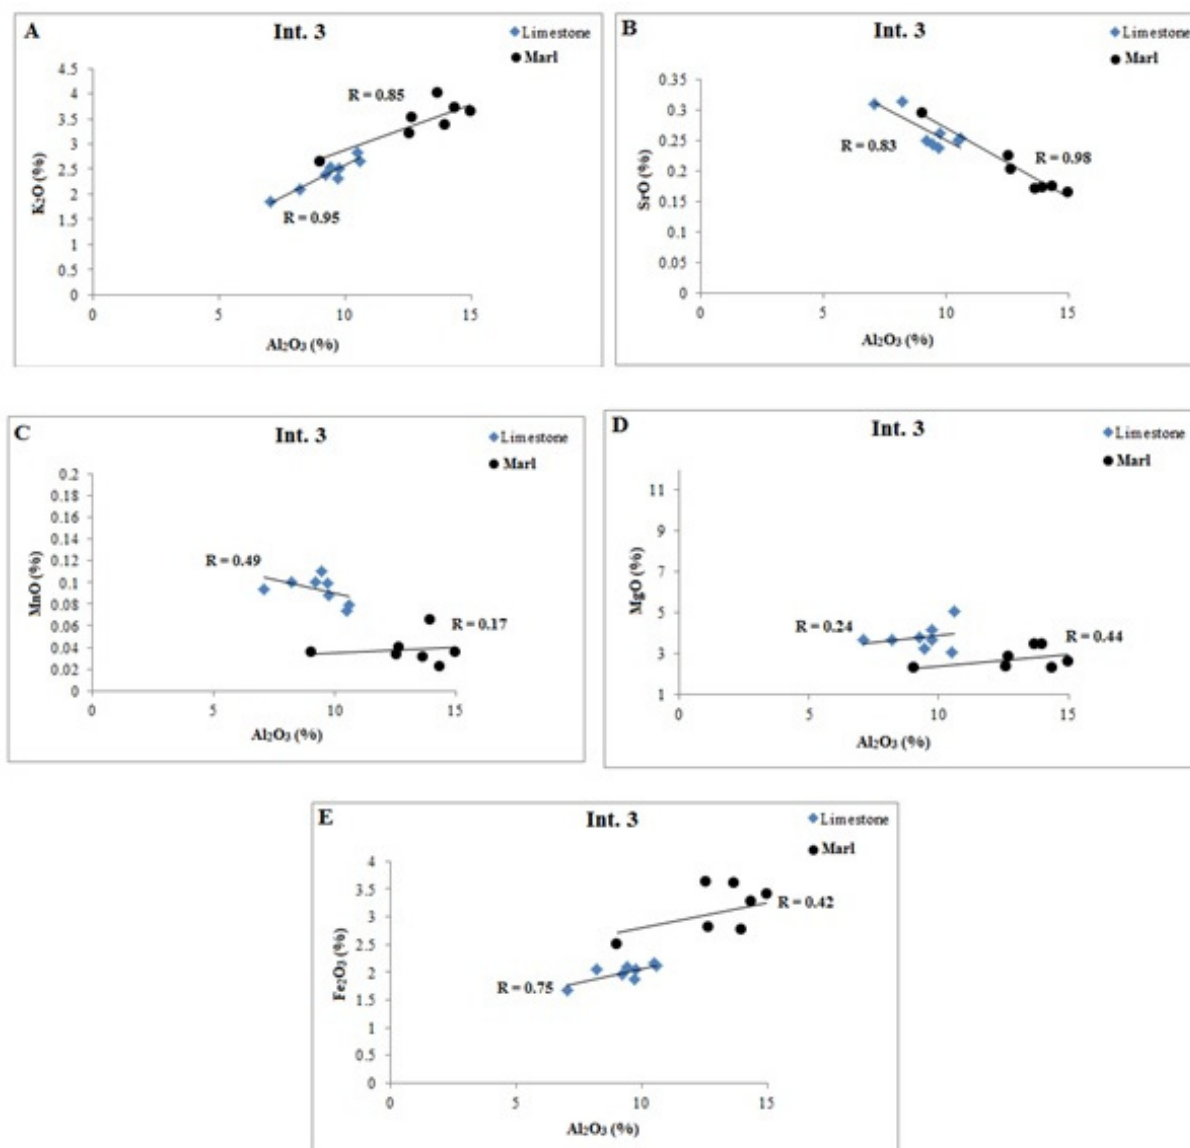 A
Int. 3
Limestone
Marl
4.5
4
3.5
3
2.5
2
1.5
1
0.5
0
K₂O (%)
R = 0.85
R = 0.95
0 5 10 15
Al₂O₃ (%)
B
Int. 3
Limestone
Marl
0.35
0.3
0.25
0.2
0.15
0.1
0.05
0
SrO (%)
R = 0.83
R = 0.98
0 5 10 15
Al₂O₃ (%)
C
Int. 3
Limestone
Marl
0.2
0.18
0.16
0.14
0.12
0.1
0.08
0.06
0.04
0.02
0
MnO (%)
R = 0.49
R = 0.17
0 5 10 15
Al₂O₃ (%)
D
Int. 3
Limestone
Marl
11
9
7
5
3
1
MgO (%)
R = 0.24
R = 0.44
0 5 10 15
Al₂O₃ (%)
E
Int. 3
Limestone
Marl
4
3.5
3
2.5
2
1.5
1
0.5
0
Fe₂O₃ (%)
R = 0.42
R = 0.75
0 5 10 15
Al₂O₃ (%)